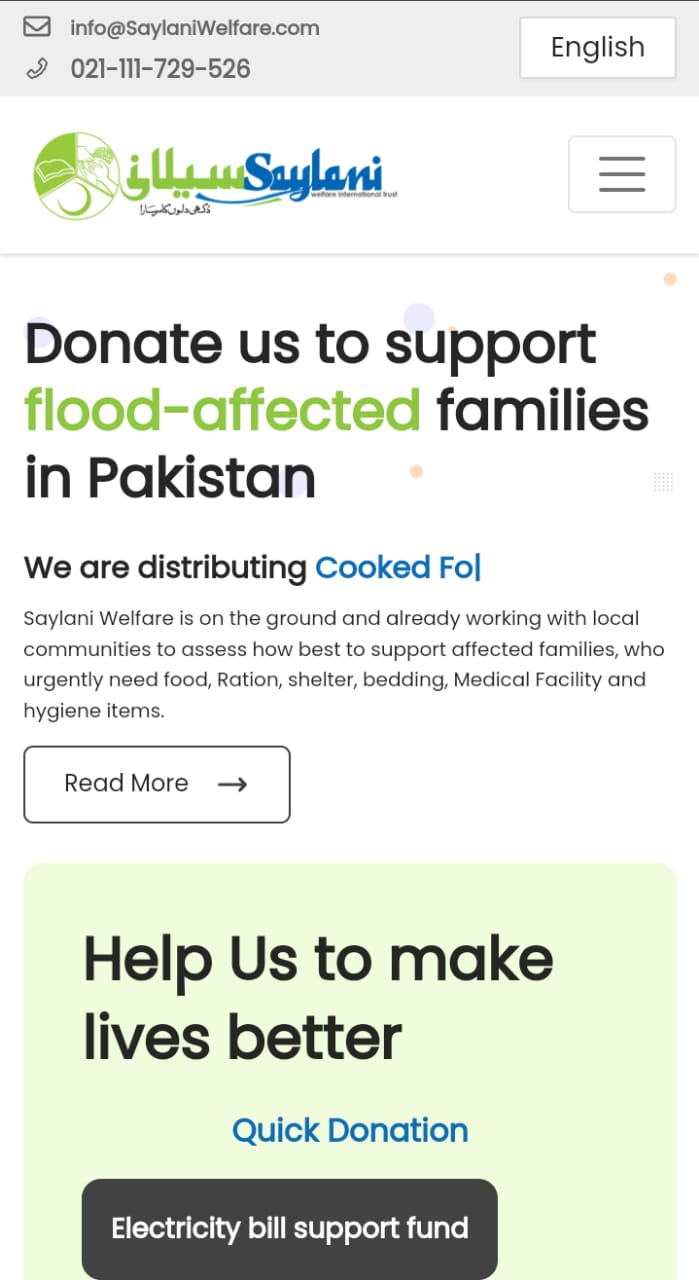 info@SaylaniWelfare.com
English
021-111-729-526
سیلانی Saylani
welfare international trust
دُکھی دلوں کا سہارا
Donate us to support
flood-affected families
in Pakistan
We are distributing Cooked Fo|
Saylani Welfare is on the ground and already working with local
communities to assess how best to support affected families, who
urgently need food, Ration, shelter, bedding, Medical Facility and
hygiene items.
Read More →
Help Us to make
lives better
Quick Donation
Electricity bill support fund